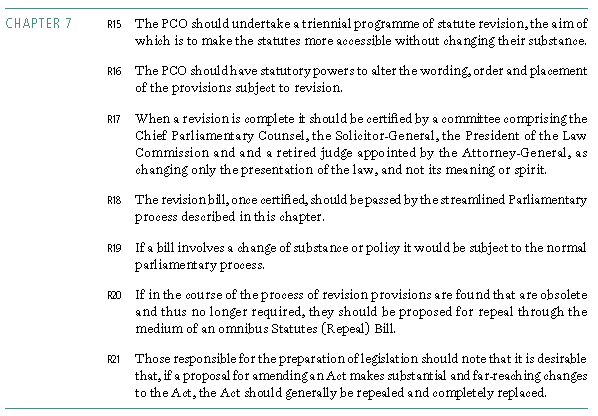 CHAPTER 7
R15 The PCO should undertake a triennial programme of statute revision, the aim of
which is to make the statutes more accessible without changing their substance.
R16 The PCO should have statutory powers to alter the wording, order and placement
of the provisions subject to revision.
R17 When a revision is complete it should be certified by a committee comprising the
Chief Parliamentary Counsel, the Solicitor-General, the President of the Law
Commission and and a retired judge appointed by the Attorney-General, as
changing only the presentation of the law, and not its meaning or spirit.
R18 The revision bill, once certified, should be passed by the streamlined Parliamentary
process described in this chapter.
R19 If a bill involves a change of substance or policy it would be subject to the normal
parliamentary process.
R20 If in the course of the process of revision provisions are found that are obsolete
and thus no longer required, they should be proposed for repeal through the
medium of an omnibus Statutes (Repeal) Bill.
R21 Those responsible for the preparation of legislation should note that it is desirable
that, if a proposal for amending an Act makes substantial and far-reaching changes
to the Act, the Act should generally be repealed and completely replaced.